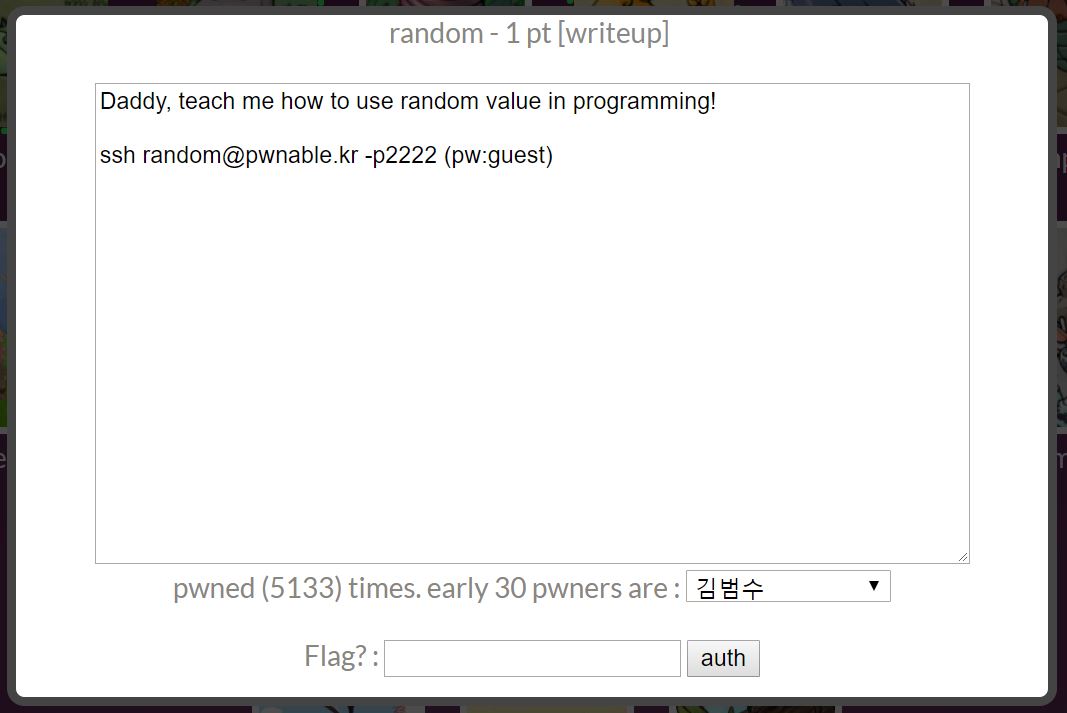 random - 1 pt [writeup]
Daddy, teach me how to use random value in programming!
ssh random@pwnable.kr -p2222 (pw:guest)
pwned (5133) times. early 30 pwners are : 김범수
Flag? : auth